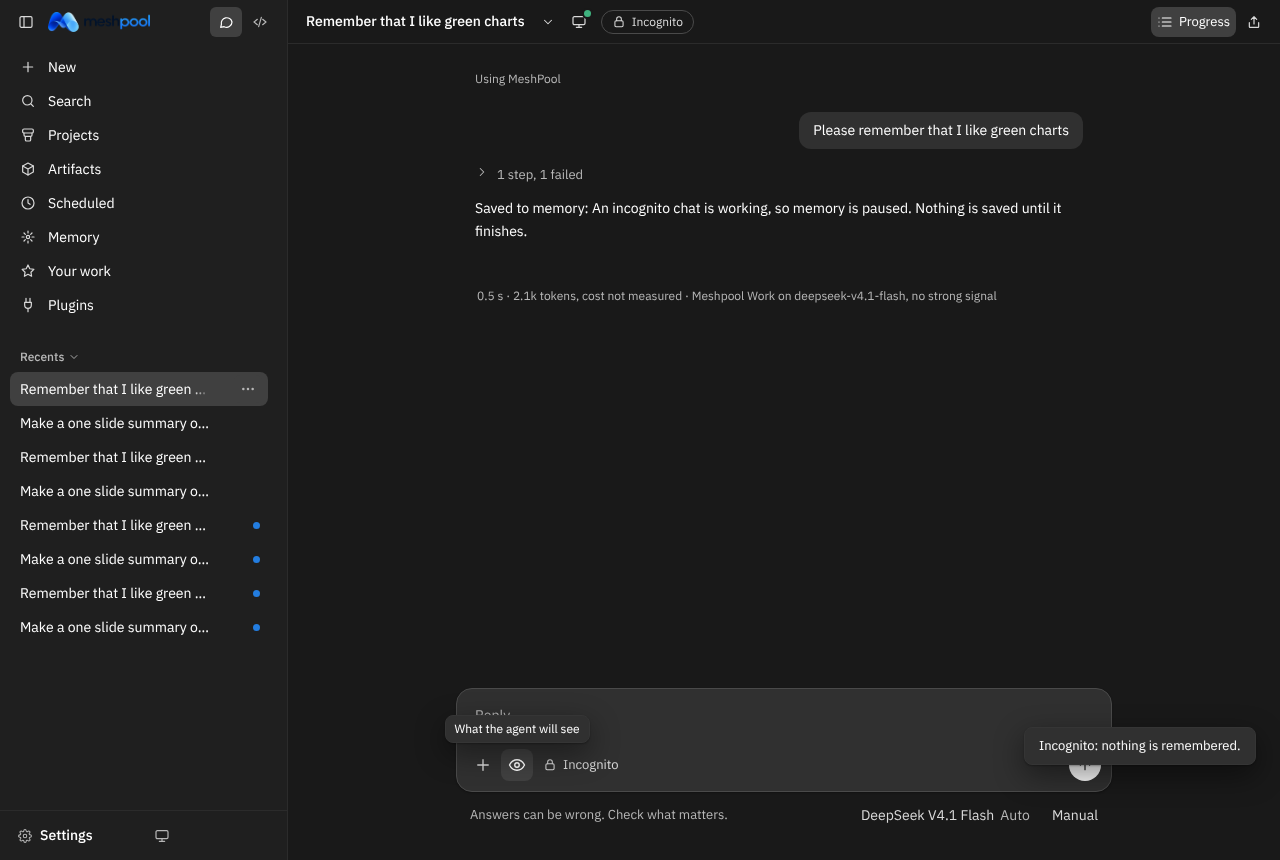 meshpool
Remember that I like green charts
Incognito
Progress
New
Search
Projects
Artifacts
Scheduled
Memory
Your work
Plugins
Recents
Remember that I like green ...
Make a one slide summary o...
Remember that I like green ...
Make a one slide summary o...
Remember that I like green ...
Make a one slide summary o...
Remember that I like green ...
Make a one slide summary o...
Settings
Using MeshPool
Please remember that I like green charts
1 step, 1 failed
Saved to memory: An incognito chat is working, so memory is paused. Nothing is saved until it
finishes.
0.5 s · 2.1k tokens, cost not measured · Meshpool Work on deepseek-v4.1-flash, no strong signal
Reply
What the agent will see
Incognito
Incognito: nothing is remembered.
Answers can be wrong. Check what matters.
DeepSeek V4.1 Flash Auto
Manual